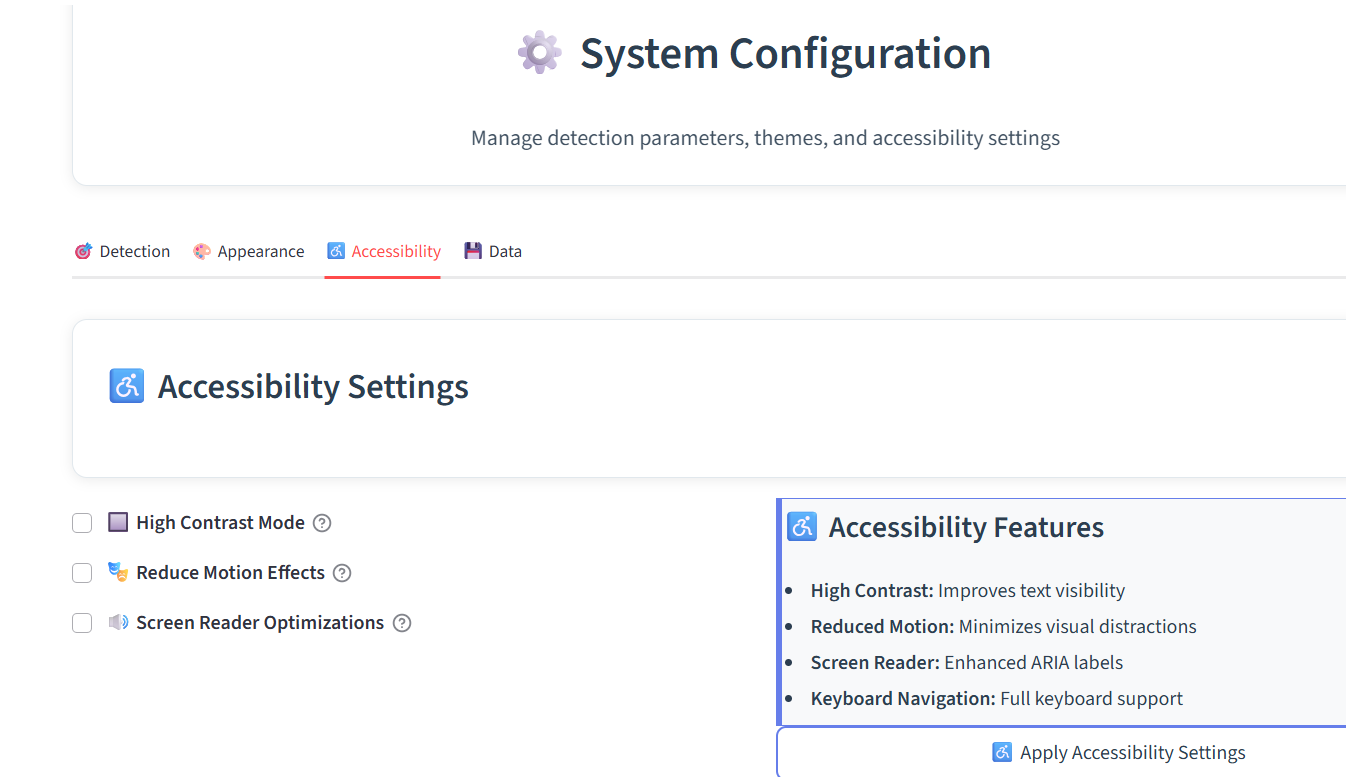 System Configuration
Manage detection parameters, themes, and accessibility settings
Detection Appearance Accessibility Data
Accessibility Settings
High Contrast Mode
Reduce Motion Effects
Screen Reader Optimizations
Accessibility Features
High Contrast: Improves text visibility
Reduced Motion: Minimizes visual distractions
Screen Reader: Enhanced ARIA labels
Keyboard Navigation: Full keyboard support
Apply Accessibility Settings